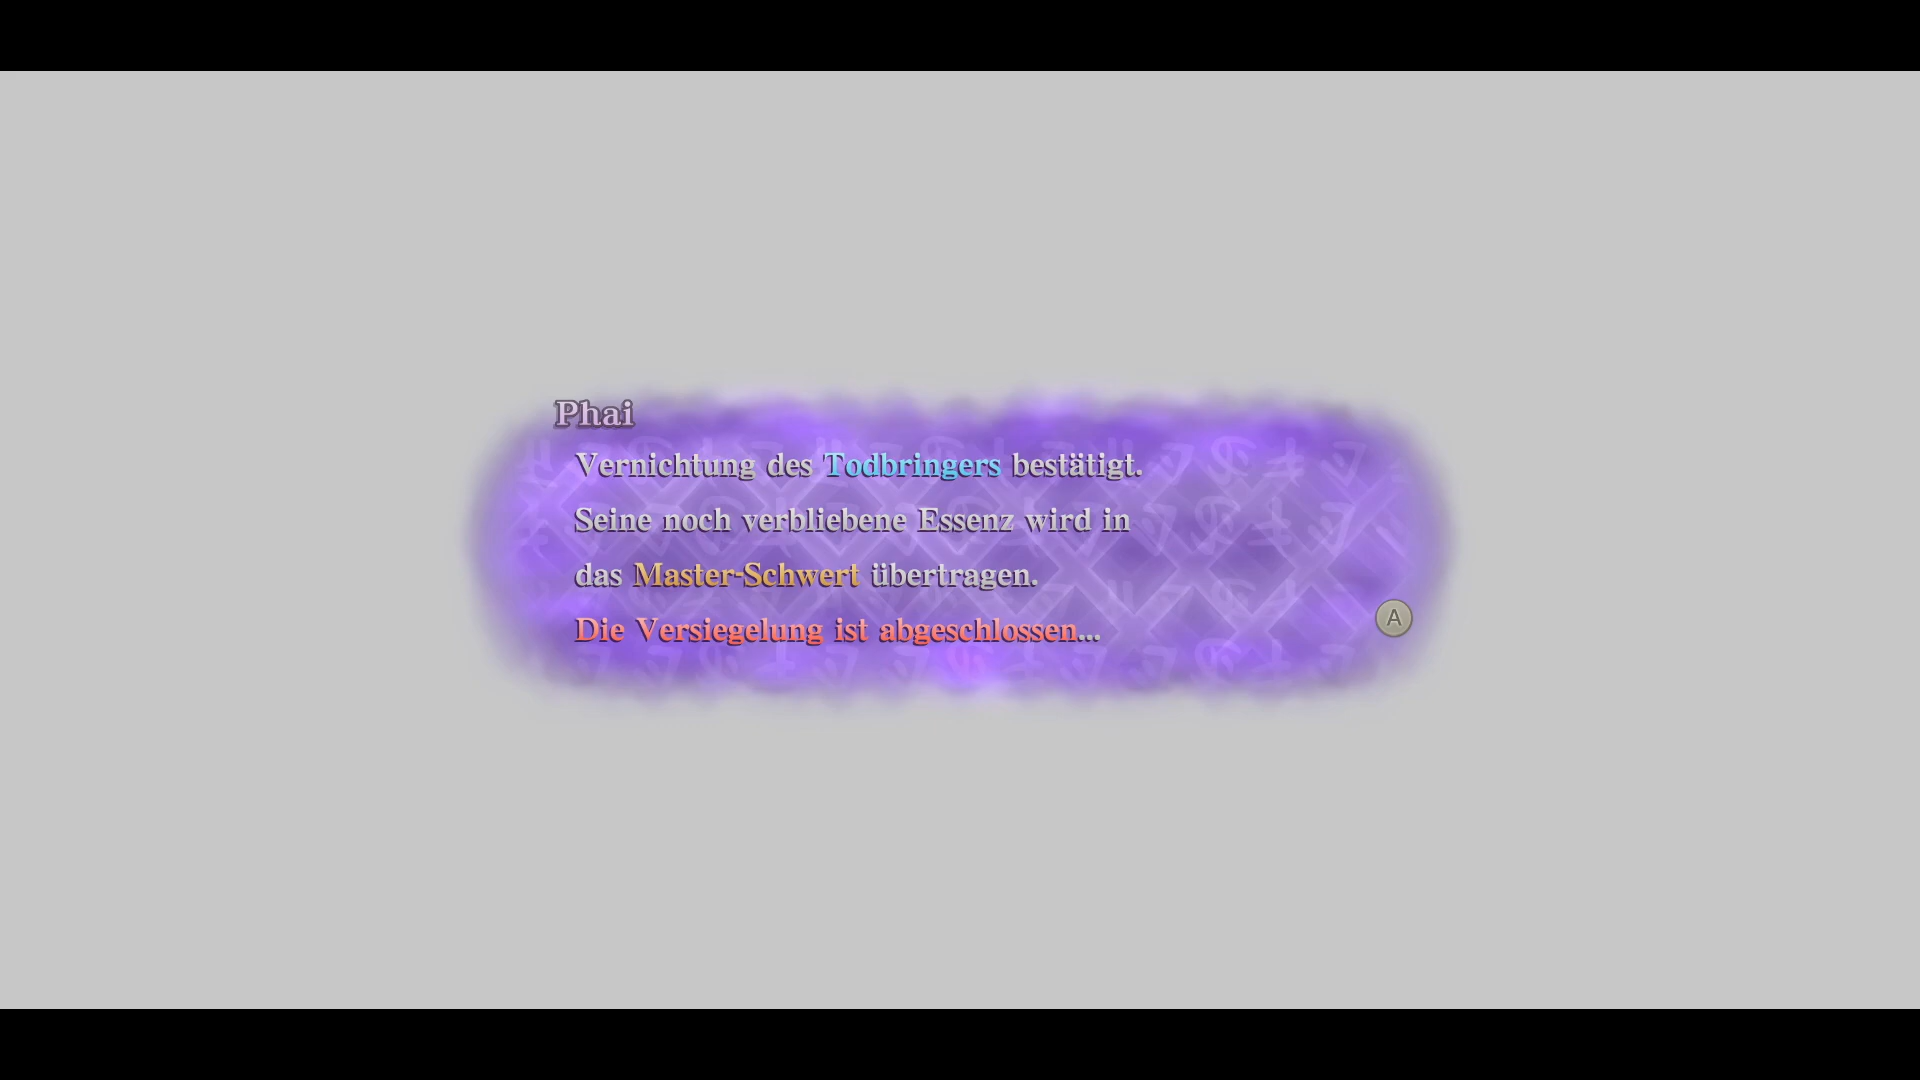 Phai
Vernichtung des Todbringers bestätigt.
Seine noch verbliebene Essenz wird in
das Master-Schwert übertragen.
Die Versiegelung ist abgeschlossen...
A